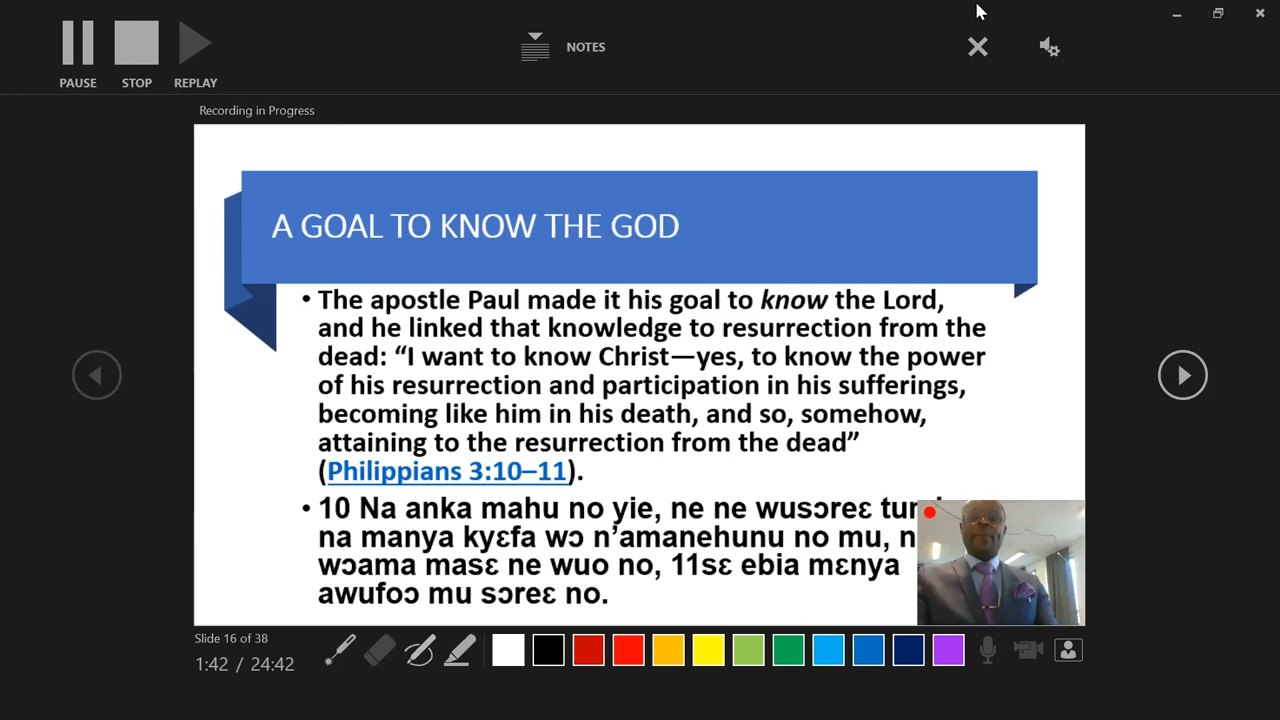 NOTES
PAUSE STOP REPLAY
Recording in Progress
A GOAL TO KNOW THE GOD
• The apostle Paul made it his goal to know the Lord,
and he linked that knowledge to resurrection from the
dead: “I want to know Christ—yes, to know the power
of his resurrection and participation in his sufferings,
becoming like him in his death, and so, somehow,
attaining to the resurrection from the dead”
(Philippians 3:10–11).
• 10 Na anka mahu no yie, ne ne wusɔreɛ
na manya kyɛfa wɔ n’amanehunu no mu,
wɔama masɛ ne wuo no, 11sɛ ebia mɛnya
awufoɔ mu sɔreɛ no.
Slide 16 of 38
1:42 / 24:42